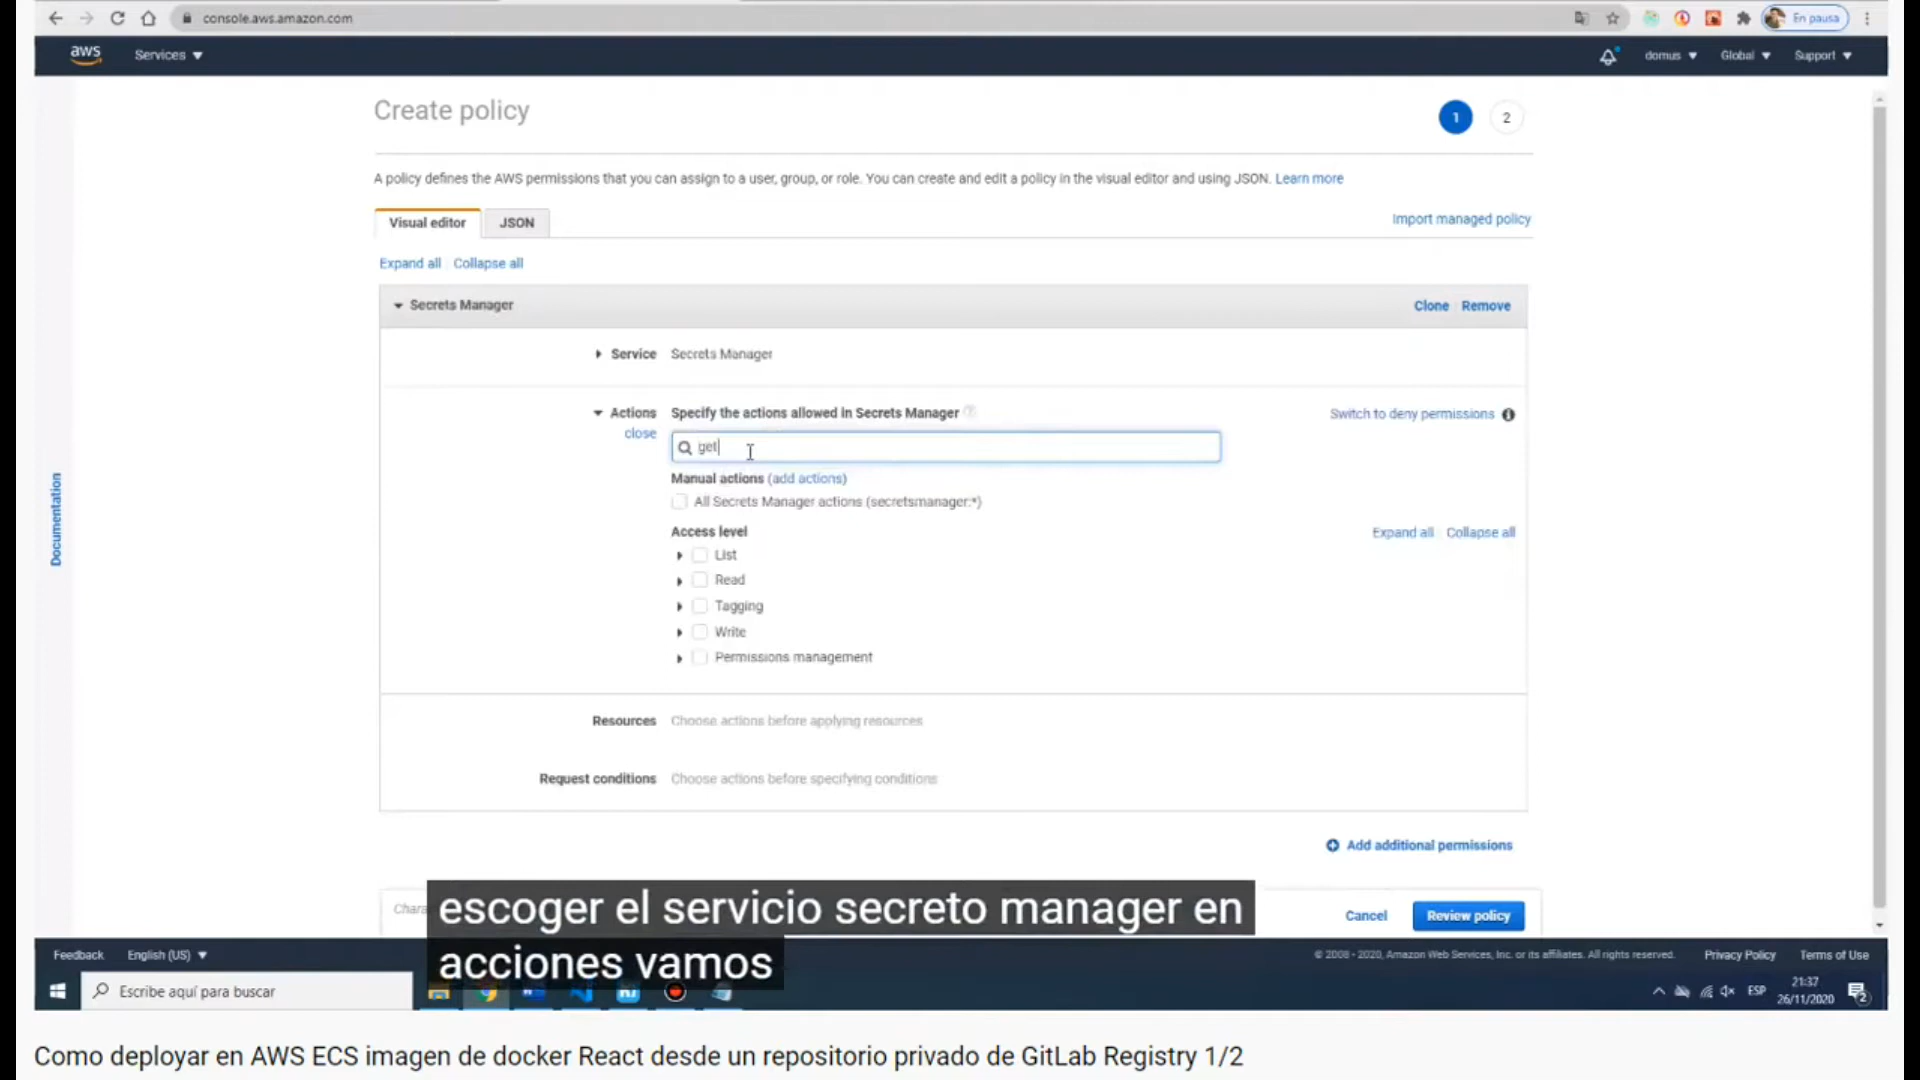 console.aws.amazon.com
En pausa
aws
Services
domus
Global
Support
Create policy
1
2
A policy defines the AWS permissions that you can assign to a user, group, or role. You can create and edit a policy in the visual editor and using JSON. Learn more
Visual editor
JSON
Import managed policy
Expand all
Collapse all
Secrets Manager
Clone
Remove
Service
Secrets Manager
Actions
Specify the actions allowed in Secrets Manager
Switch to deny permissions
close
get
Manual actions (add actions)
All Secrets Manager actions (secretsmanager:*)
Access level
Expand all
Collapse all
List
Read
Tagging
Write
Permissions management
Documentation
Resources
Choose actions before applying resources
Request conditions
Choose actions before specifying conditions
Add additional permissions
escoger el servicio secreto manager en
acciones vamos
Cancel
Review policy
Feedback
English (US)
© 2008 - 2020, Amazon Web Services, Inc. or its affiliates. All rights reserved.
Privacy Policy
Terms of Use
Escribe aquí para buscar
ESP
21:37
26/11/2020
2
Como deployar en AWS ECS imagen de docker React desde un repositorio privado de GitLab Registry 1/2